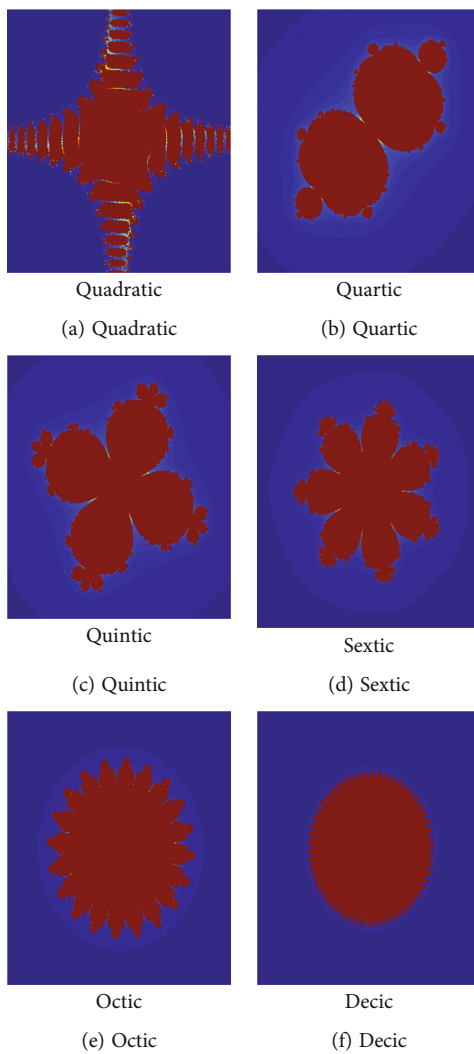 Quadratic
Quartic
(a) Quadratic
(b) Quartic
Quintic
Sextic
(c) Quintic
(d) Sextic
Octic
Decic
(e) Octic
(f) Decic